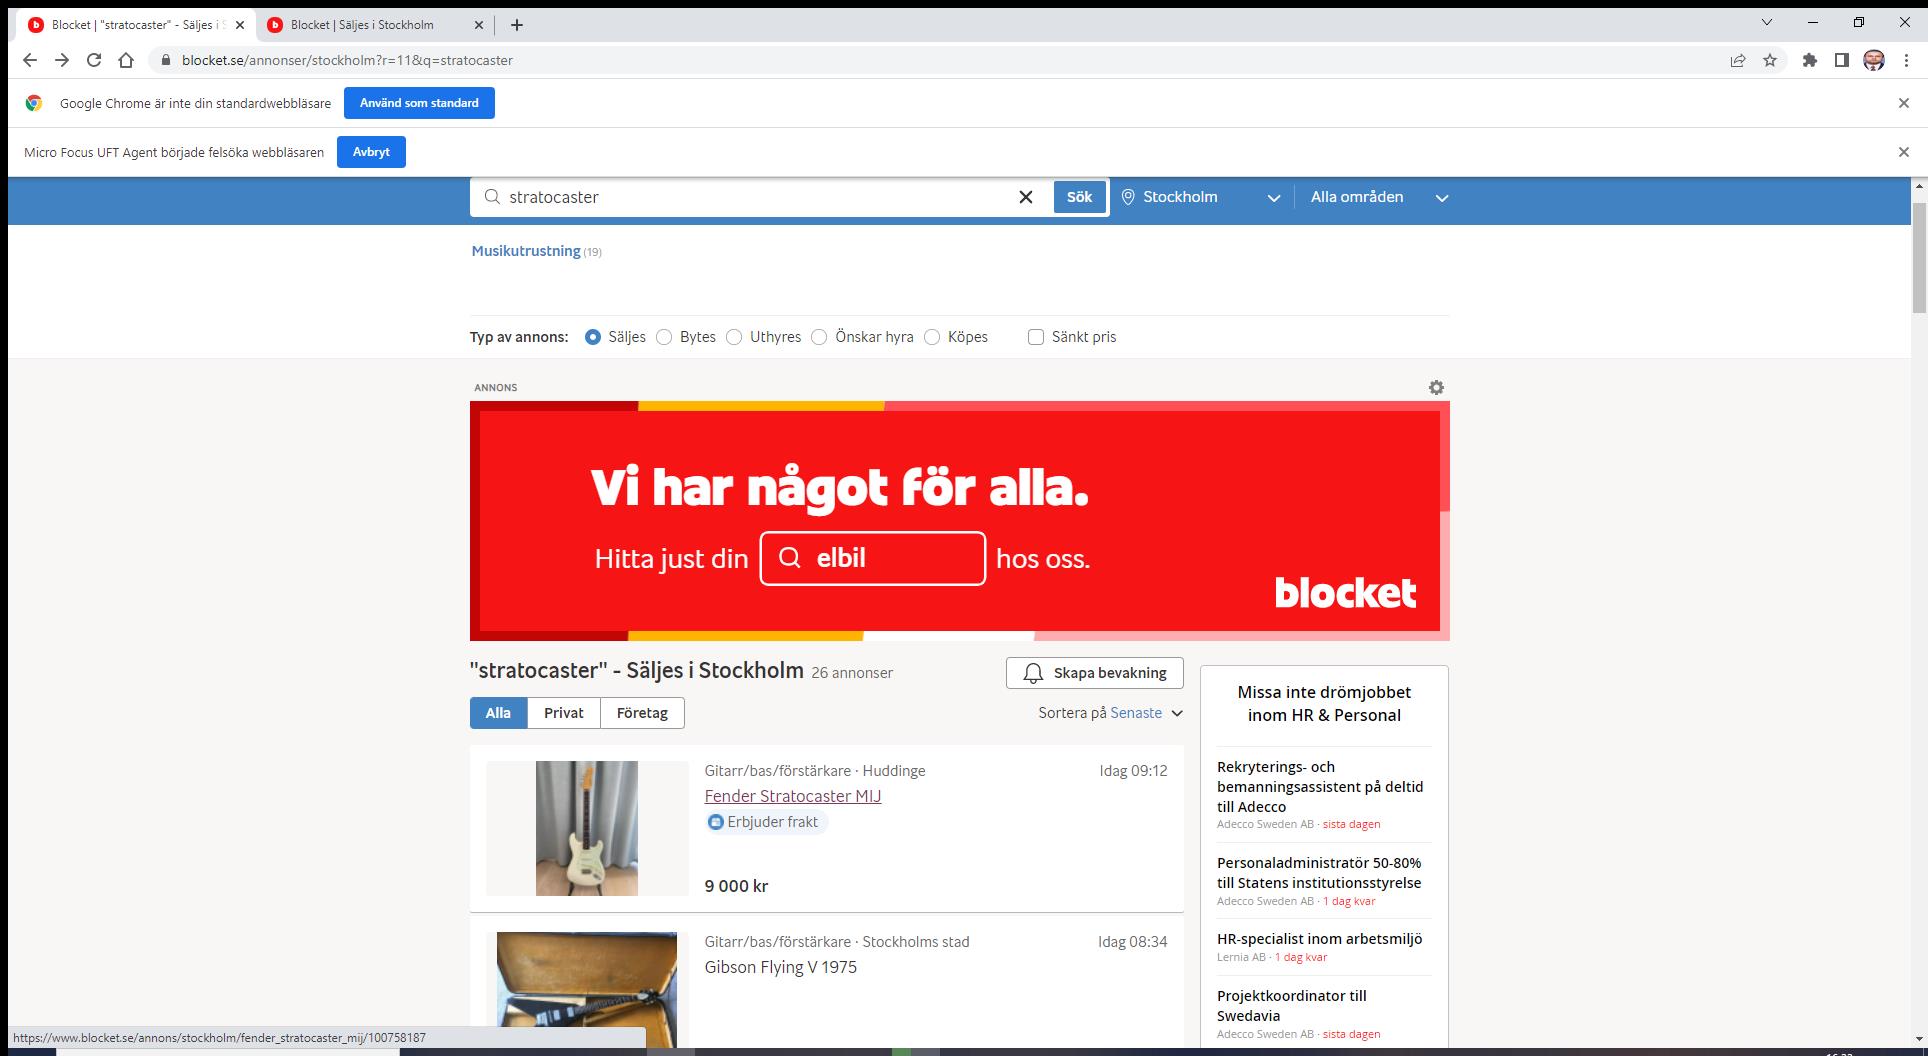 Blocket | "stratocaster" - Säljes i S
Blocket | Säljes i Stockholm
blocket.se/annonser/stockholm?r=11&q=stratocaster
Google Chrome är inte din standardwebbläsare
Använd som standard
Micro Focus UFT Agent började felsöka webbläsaren
Avbryt
stratocaster
Sök
Stockholm
Alla områden
Musikutrustning (19)
Typ av annons:
Säljes
Bytes
Uthyres
Önskar hyra
Köpes
Sänkt pris
ANNONS
Vi har något för alla.
Hitta just din elbil hos oss.
blocket
"stratocaster" - Säljes i Stockholm 26 annonser
Skapa bevakning
Alla
Privat
Företag
Sortera på Senaste
Gitarr/bas/förstärkare · Huddinge
Idag 09:12
Fender Stratocaster MIJ
Erbjuder frakt
9 000 kr
Gitarr/bas/förstärkare · Stockholms stad
Idag 08:34
Gibson Flying V 1975
Missa inte drömjobbet
inom HR & Personal
Rekryterings- och
bemanningsassistent på deltid
till Adecco
Adecco Sweden AB · sista dagen
Personaladministratör 50-80%
till Statens institutionsstyrelse
Adecco Sweden AB · 1 dag kvar
HR-specialist inom arbetsmiljö
Lernia AB · 1 dag kvar
Projektkoordinator till
Swedavia
Adecco Sweden AB · sista dagen
https://www.blocket.se/annons/stockholm/fender_stratocaster_mij/100758187